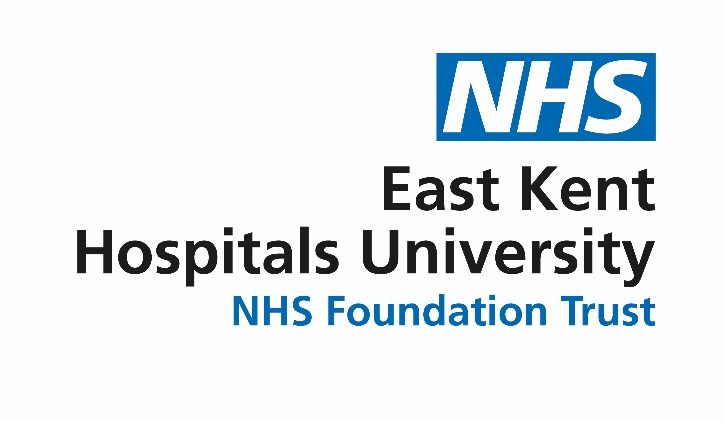 NHS
East Kent
Hospitals University
NHS Foundation Trust